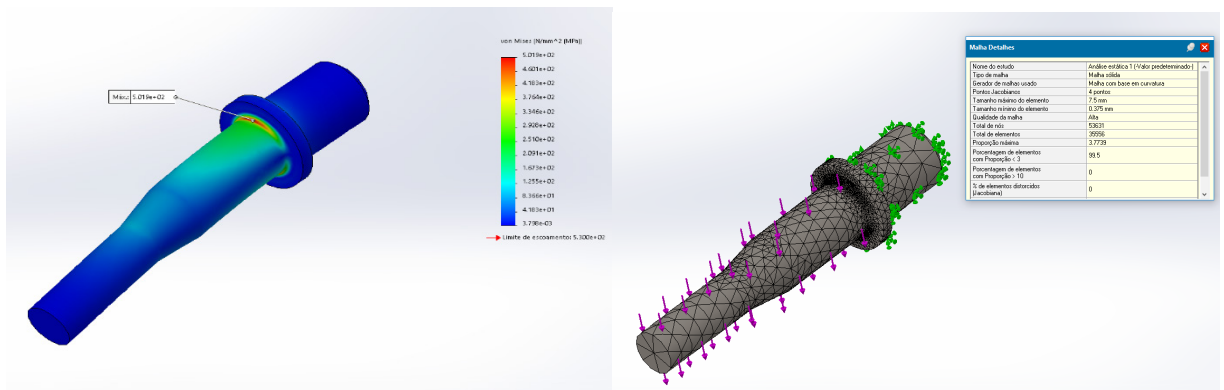 von Mises (N/mm^2 (MPa))
5.019e+02
4.601e+02
4.183e+02
3.764e+02
3.346e+02
2.928e+02
2.510e+02
2.091e+02
1.673e+02
1.255e+02
8.366e+01
4.183e+01
3.798e-03
Limite de escoamento: 5.300e+02
Máx.: 5.019e+02
Malha Detalhes
Nome do estudo Análise estática 1 (-Valor predeterminado-)
Tipo de malha Malha sólida
Gerador de malhas usado Malha com base em curvatura
Pontos Jacobianos 4 pontos
Tamanho máximo do elemento 7.5 mm
Tamanho mínimo do elemento 0.375 mm
Qualidade da malha Alta
Total de nós 53631
Total de elementos 35556
Proporção máxima 3.7739
Porcentagem de elementos
com Proporção < 3 99.5
Porcentagem de elementos
com Proporção > 10 0
% de elementos distorcidos
(Jacobiana) 0